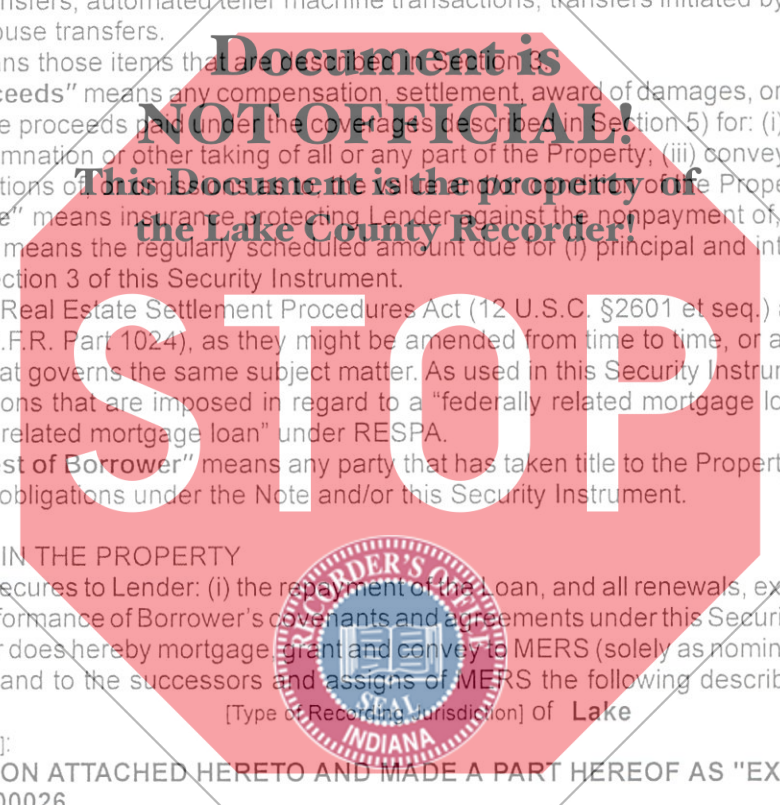 nsfers, automated teller machine transactions, transfers initiated by
ouse transfers.
ans those items that are described in Section 3.
ceeds” means any compensation, settlement, award of damages, or
e proceeds paid under the coverages described in Section 5) for: (i)
mnation or other taking of all or any part of the Property; (iii) convey
tions of, or omissions as to, the value and/or condition of the Prope
e” means insurance protecting Lender against the nonpayment of,
means the regularly scheduled amount due for (i) principal and int
ction 3 of this Security Instrument.
Real Estate Settlement Procedures Act (12 U.S.C. §2601 et seq.) a
.F.R. Part 1024), as they might be amended from time to time, or a
at governs the same subject matter. As used in this Security Instrum
ons that are imposed in regard to a “federally related mortgage lo
related mortgage loan” under RESPA.
st of Borrower” means any party that has taken title to the Propert
obligations under the Note and/or this Security Instrument.
IN THE PROPERTY
ecures to Lender: (i) the repayment of the Loan, and all renewals, ex
formance of Borrower’s covenants and agreements under this Securi
r does hereby mortgage, grant and convey to MERS (solely as nomin
and to the successors and assigns of MERS the following describ
[Type of Recording Jurisdiction] of Lake
]:
ON ATTACHED HERETO AND MADE A PART HEREOF AS "EX
00026
Document is
NOT OFFICIAL!
This Document is the property of
the Lake County Recorder!
STOP
RECORDER'S OFFICE
SEAL
INDIANA